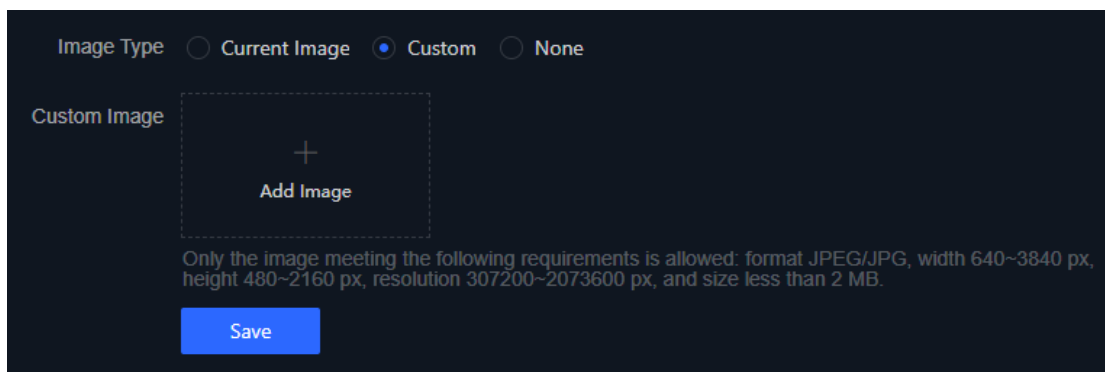 Image Type Current Image Custom None
Custom Image
Add Image
Only the image meeting the following requirements is allowed: format JPEG/JPG, width 640~3840 px,
height 480~2160 px, resolution 307200~2073600 px, and size less than 2 MB.
Save